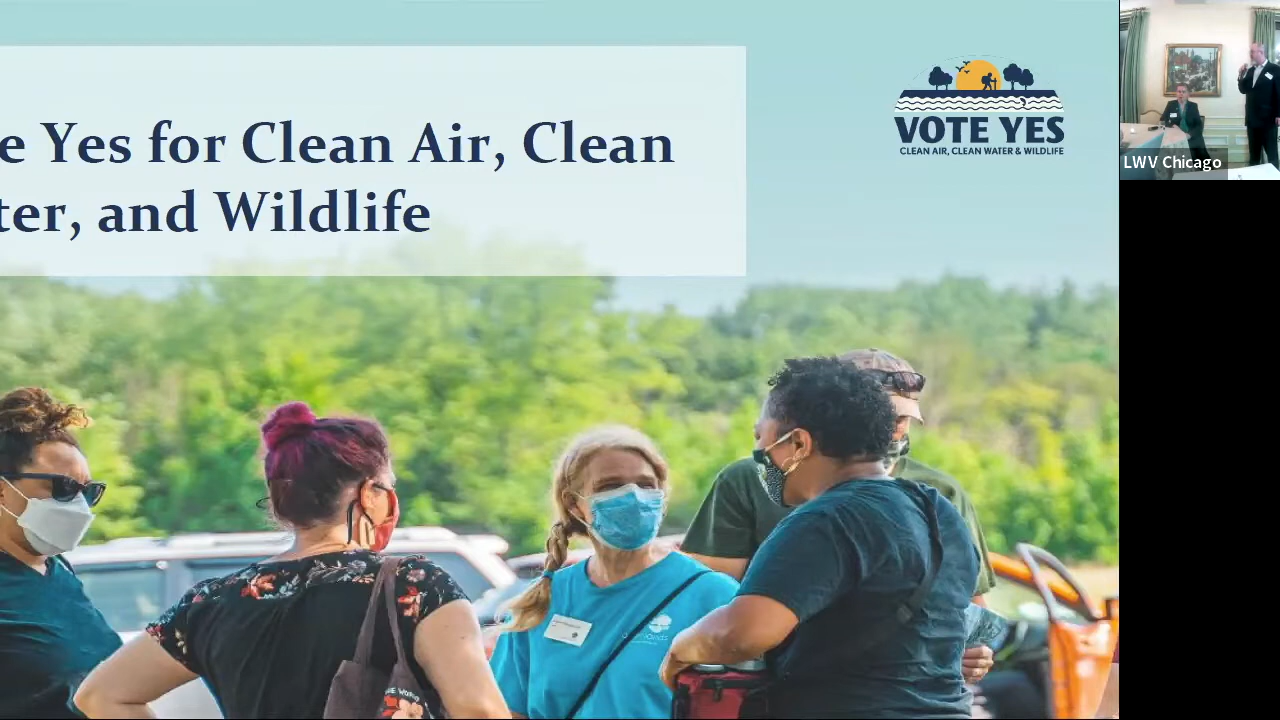 e Yes for Clean Air, Clean
ter, and Wildlife
VOTE YES
CLEAN AIR, CLEAN WATER & WILDLIFE
LWV Chicago